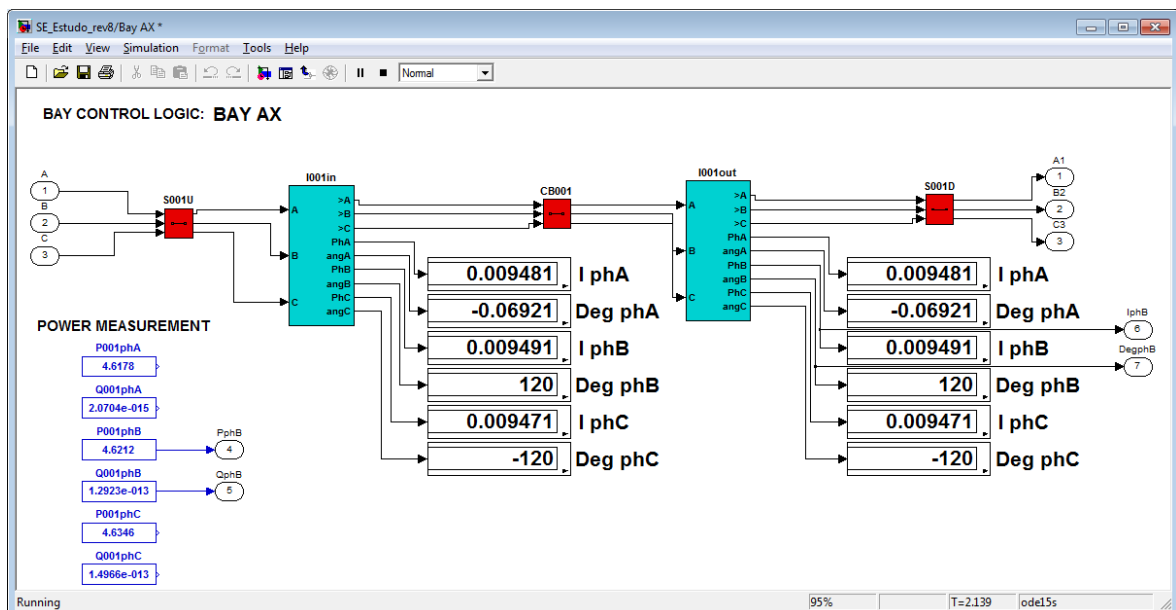 SE_Estudo_rev8/Bay AX *
File Edit View Simulation Format Tools Help
Normal
BAY CONTROL LOGIC: BAY AX
A
1
B
2
C
3
S001U
I001in
A
B
C
>A
>B
>C
PhA
angA
PhB
angB
PhC
angC
CB001
I001out
A
B
C
>A
>B
>C
PhA
angA
PhB
angB
PhC
angC
S001D
A1
1
B2
2
C3
3
0.009481 I phA
-0.06921 Deg phA
0.009491 I phB
120 Deg phB
0.009471 I phC
-120 Deg phC
0.009481 I phA
-0.06921 Deg phA
0.009491 I phB
120 Deg phB
0.009471 I phC
-120 Deg phC
IphB
6
DegphB
7
POWER MEASUREMENT
P001phA
4.6178
Q001phA
2.0704e-015
P001phB
4.6212
PphB
4
Q001phB
1.2923e-013
QphB
5
P001phC
4.6346
Q001phC
1.4966e-013
Running 95% T=2.139 ode15s